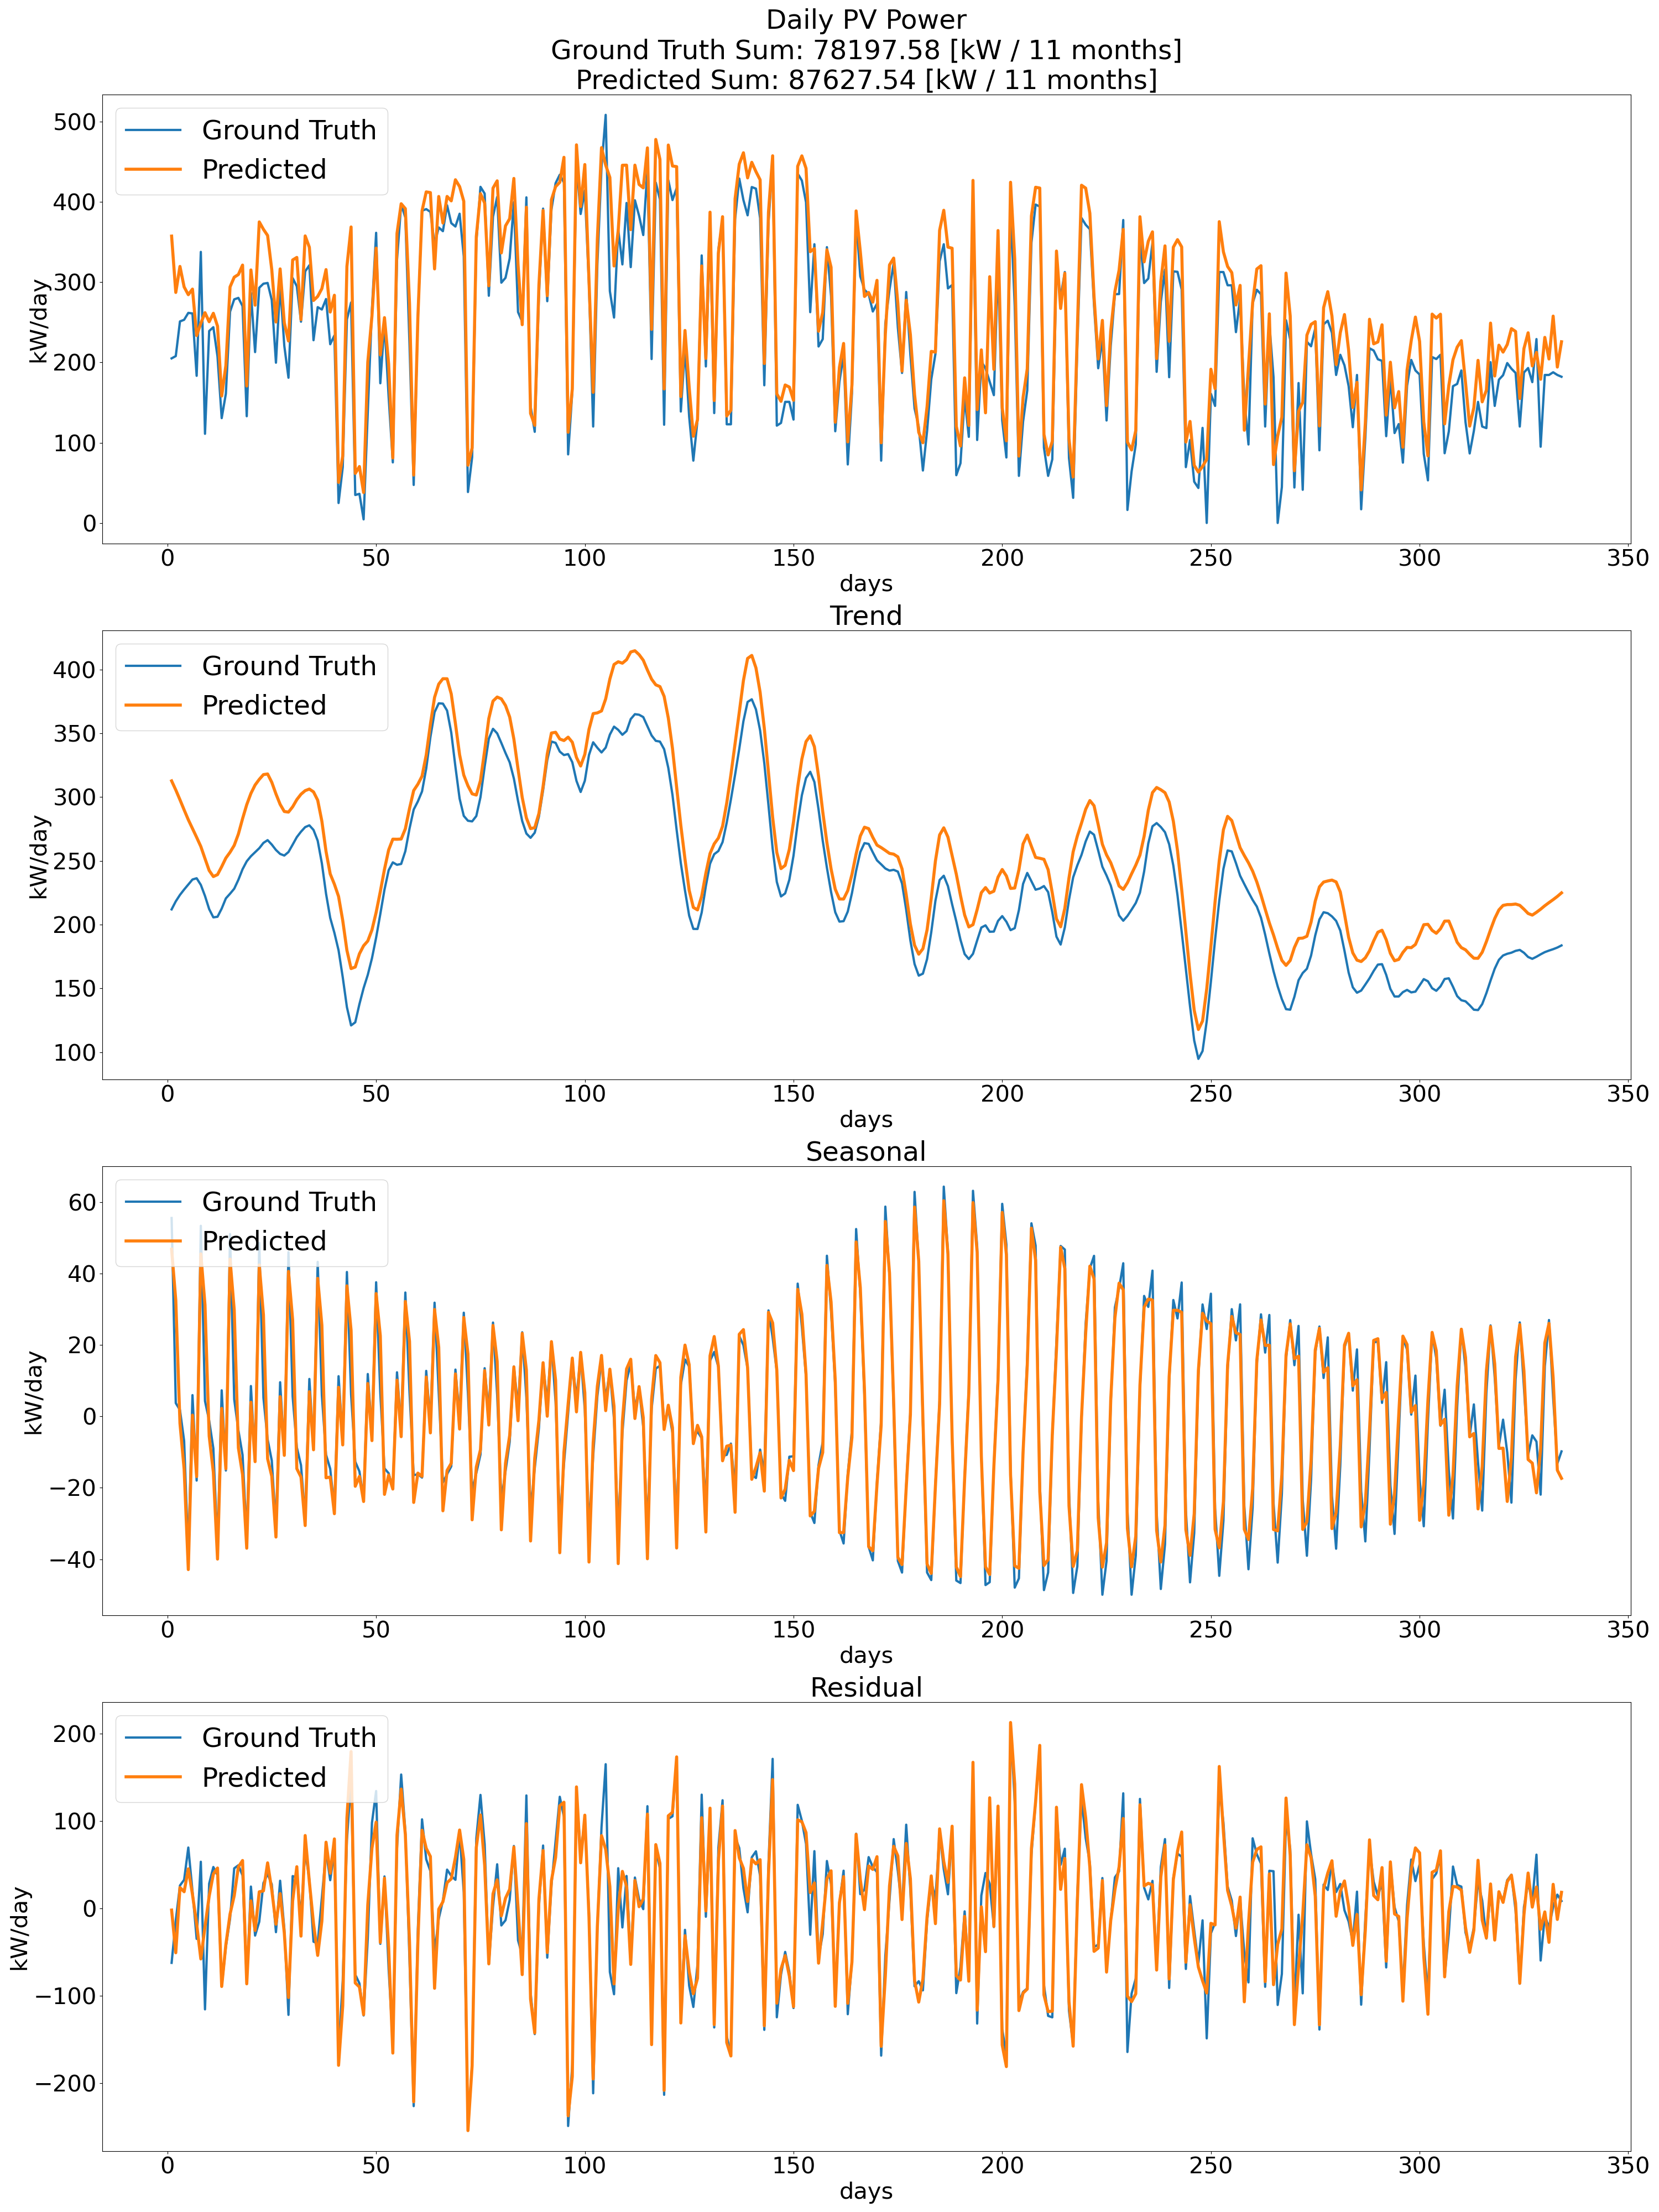 Daily PV Power
Ground Truth Sum: 78197.58 [kW / 11 months]
Predicted Sum: 87627.54 [kW / 11 months]
Ground Truth
Predicted
kW/day
500
400
300
200
100
0
0 50 100 150 200 250 300 350
days
Trend
Ground Truth
Predicted
kW/day
400
350
300
250
200
150
100
0 50 100 150 200 250 300 350
days
Seasonal
Ground Truth
Predicted
kW/day
60
40
20
0
−20
−40
0 50 100 150 200 250 300 350
days
Residual
Ground Truth
Predicted
kW/day
200
100
0
−100
−200
0 50 100 150 200 250 300 350
days